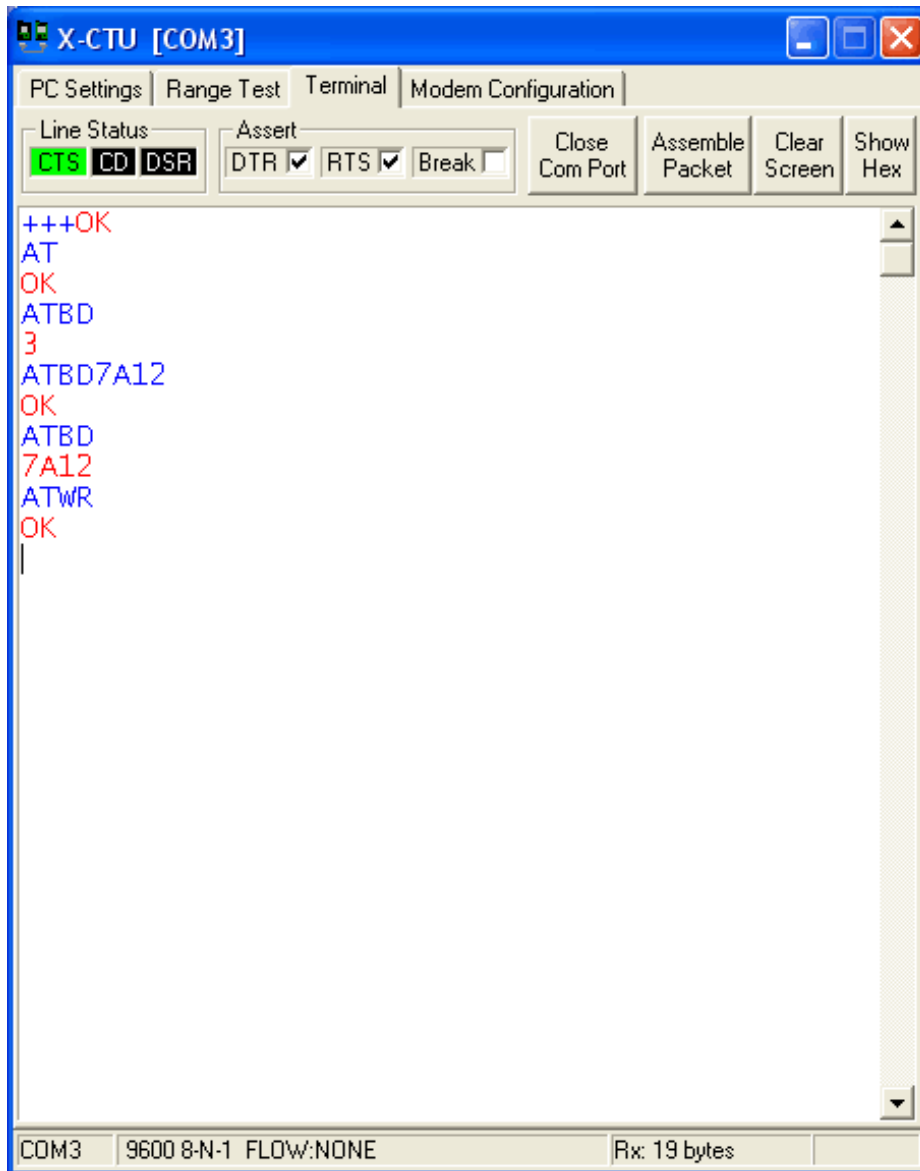 X-CTU [COM3]
PC Settings Range Test Terminal Modem Configuration
Line Status Assert
CTS CD DSR DTR RTS Break Close Com Port Assemble Packet Clear Screen Show Hex
+++OK
AT
OK
ATBD
3
ATBD7A12
OK
ATBD
7A12
ATWR
OK
COM3 9600 8-N-1 FLOW:NONE Rx: 19 bytes